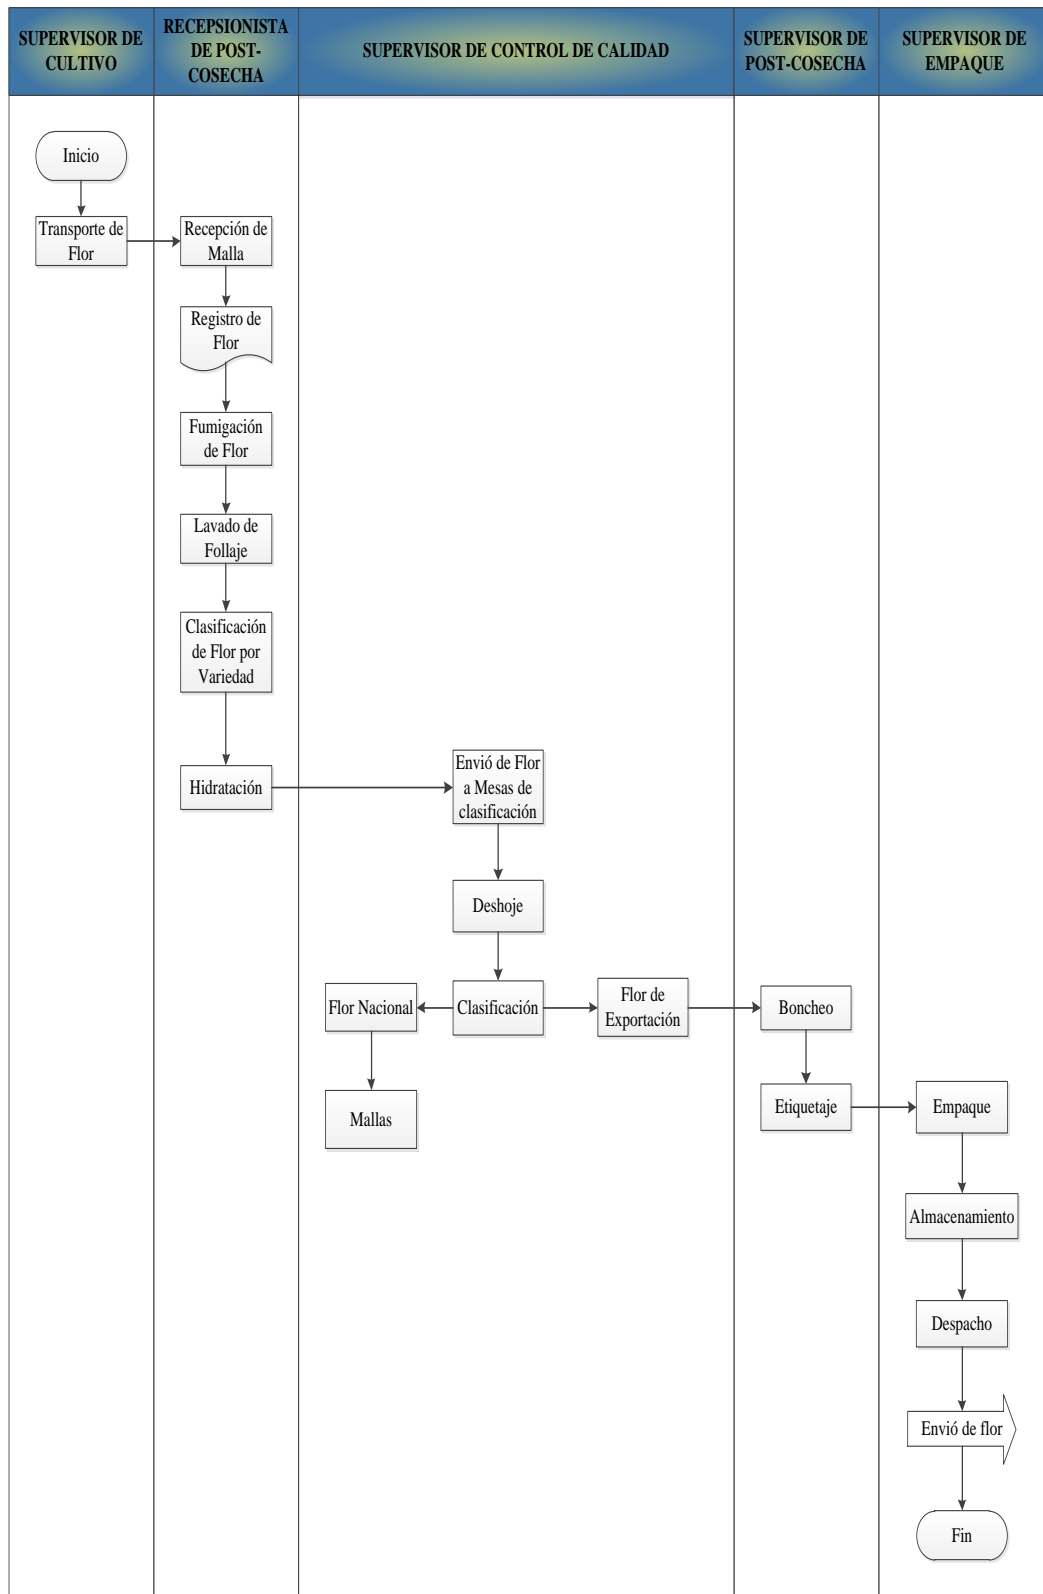 SUPERVISOR DE
CULTIVO
RECEPSIONISTA
DE POST-
COSECHA
SUPERVISOR DE CONTROL DE CALIDAD
SUPERVISOR DE
POST-COSECHA
SUPERVISOR DE
EMPAQUE
Inicio
Transporte de
Flor
Recepción de
Malla
Registro de
Flor
Fumigación
de Flor
Lavado de
Follaje
Clasificación
de Flor por
Variedad
Hidratación
Envió de Flor
a Mesas de
clasificación
Deshoje
Flor Nacional
Clasificación
Flor de
Exportación
Boncheo
Mallas
Etiquetaje
Empaque
Almacenamiento
Despacho
Envió de flor
Fin